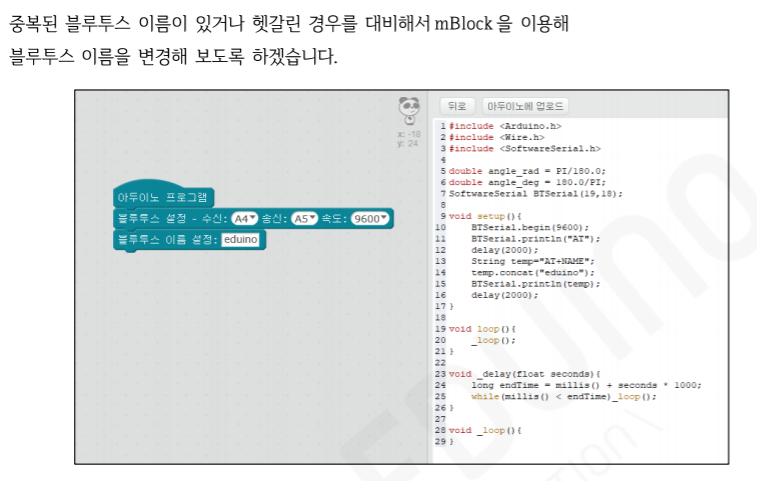 중복된 블루투스 이름이 있거나 헷갈린 경우를 대비해서 mBlock 을 이용해
블루투스 이름을 변경해 보도록 하겠습니다.
x: -18
y: 24
아두이노 프로그램
블루투스 설정 - 수신: A4 송신: A5 속도: 9600
블루투스 이름 설정: eduino
뒤로 아두이노에 업로드
1 #include <Arduino.h>
2 #include <Wire.h>
3 #include <SoftwareSerial.h>
4
5 double angle_rad = PI/180.0;
6 double angle_deg = 180.0/PI;
7 SoftwareSerial BTSerial(19,18);
8
9 void setup(){
10 BTSerial.begin(9600);
11 BTSerial.println("AT");
12 delay(2000);
13 String temp="AT+NAME";
14 temp.concat("eduino");
15 BTSerial.println(temp);
16 delay(2000);
17 }
18
19 void loop(){
20 _loop();
21 }
22
23 void _delay(float seconds){
24 long endTime = millis() + seconds * 1000;
25 while(millis() < endTime)_loop();
26 }
27
28 void _loop(){
29 }
EDUINO